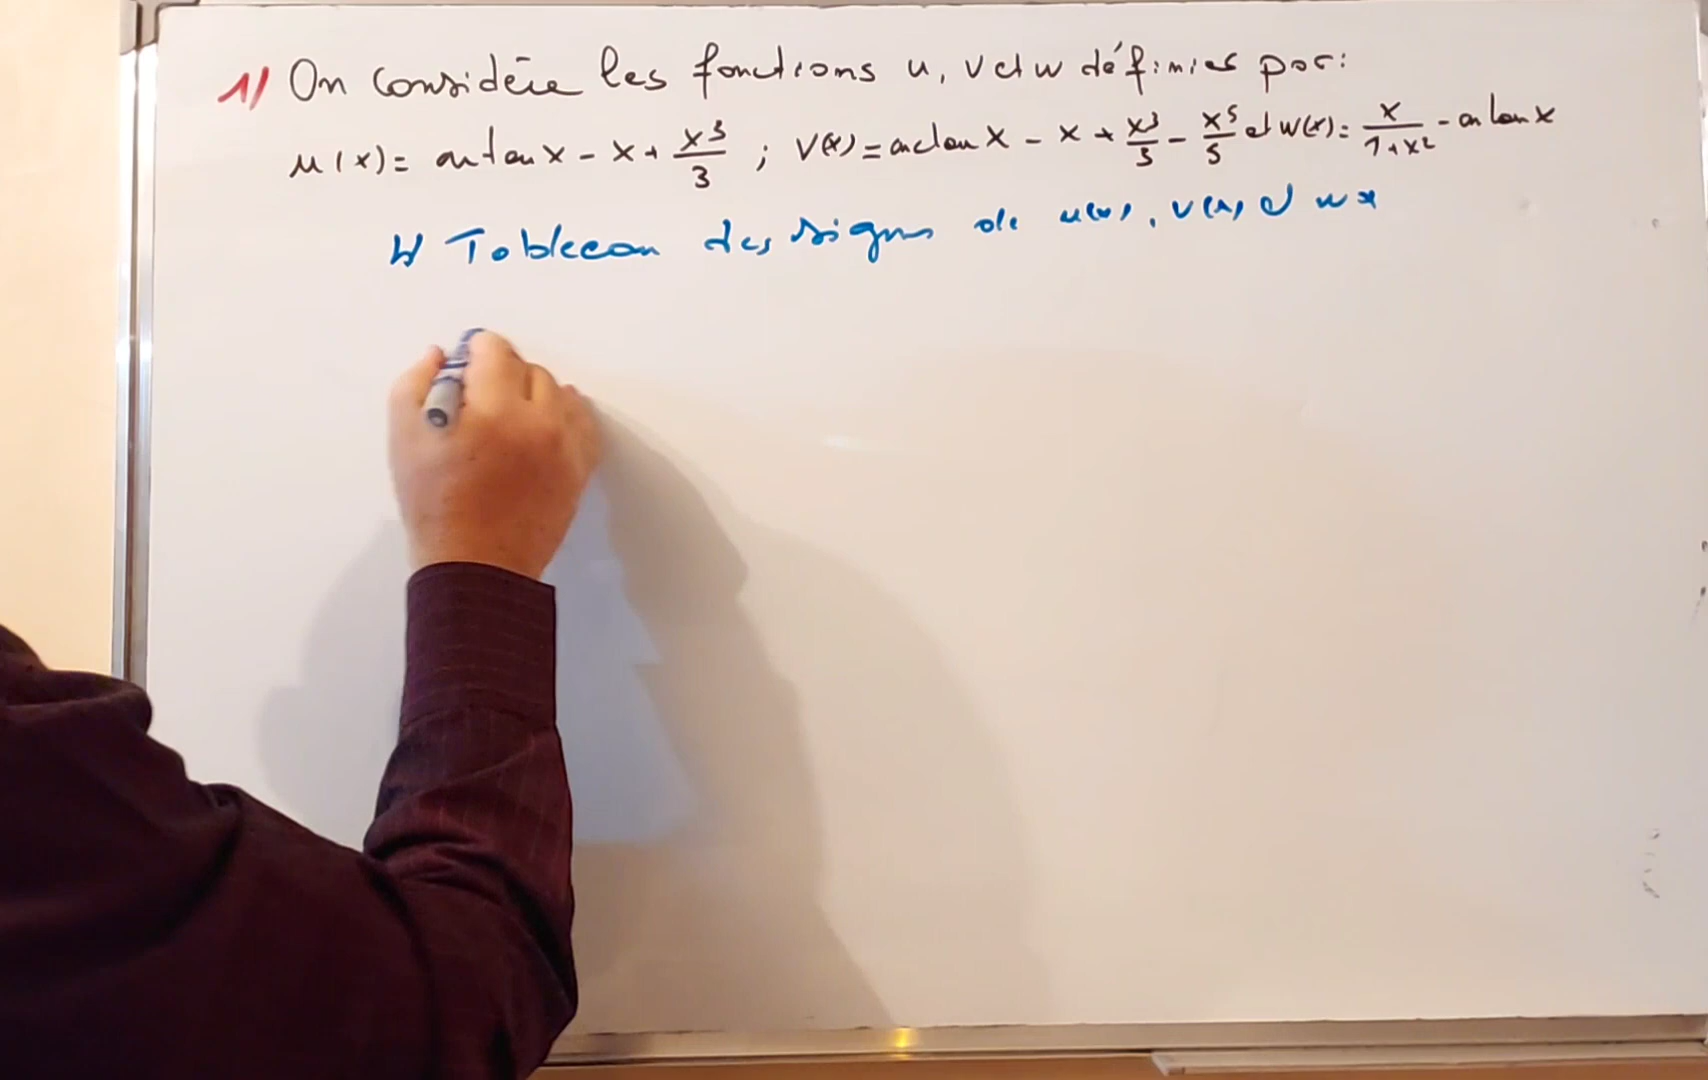 1) On considère les fonctions u, v et w définies par:
u(x) = arctan x - x + x³/3 ; v(x) = arctan x - x + x³/3 - x⁵/5 et w(x) = x/(1+x²) - arctan x
↳ Tableau des signes de u(x), v(x) et w x